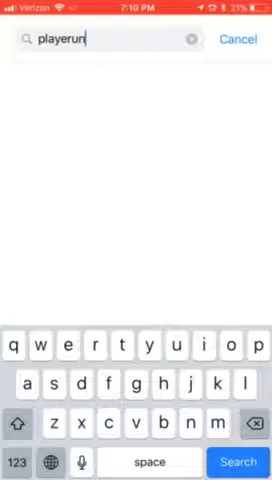 Verizon 7:10 PM 21%
playerun Cancel
q w e r t y u i o p
a s d f g h j k l
z x c v b n m
123 space Search